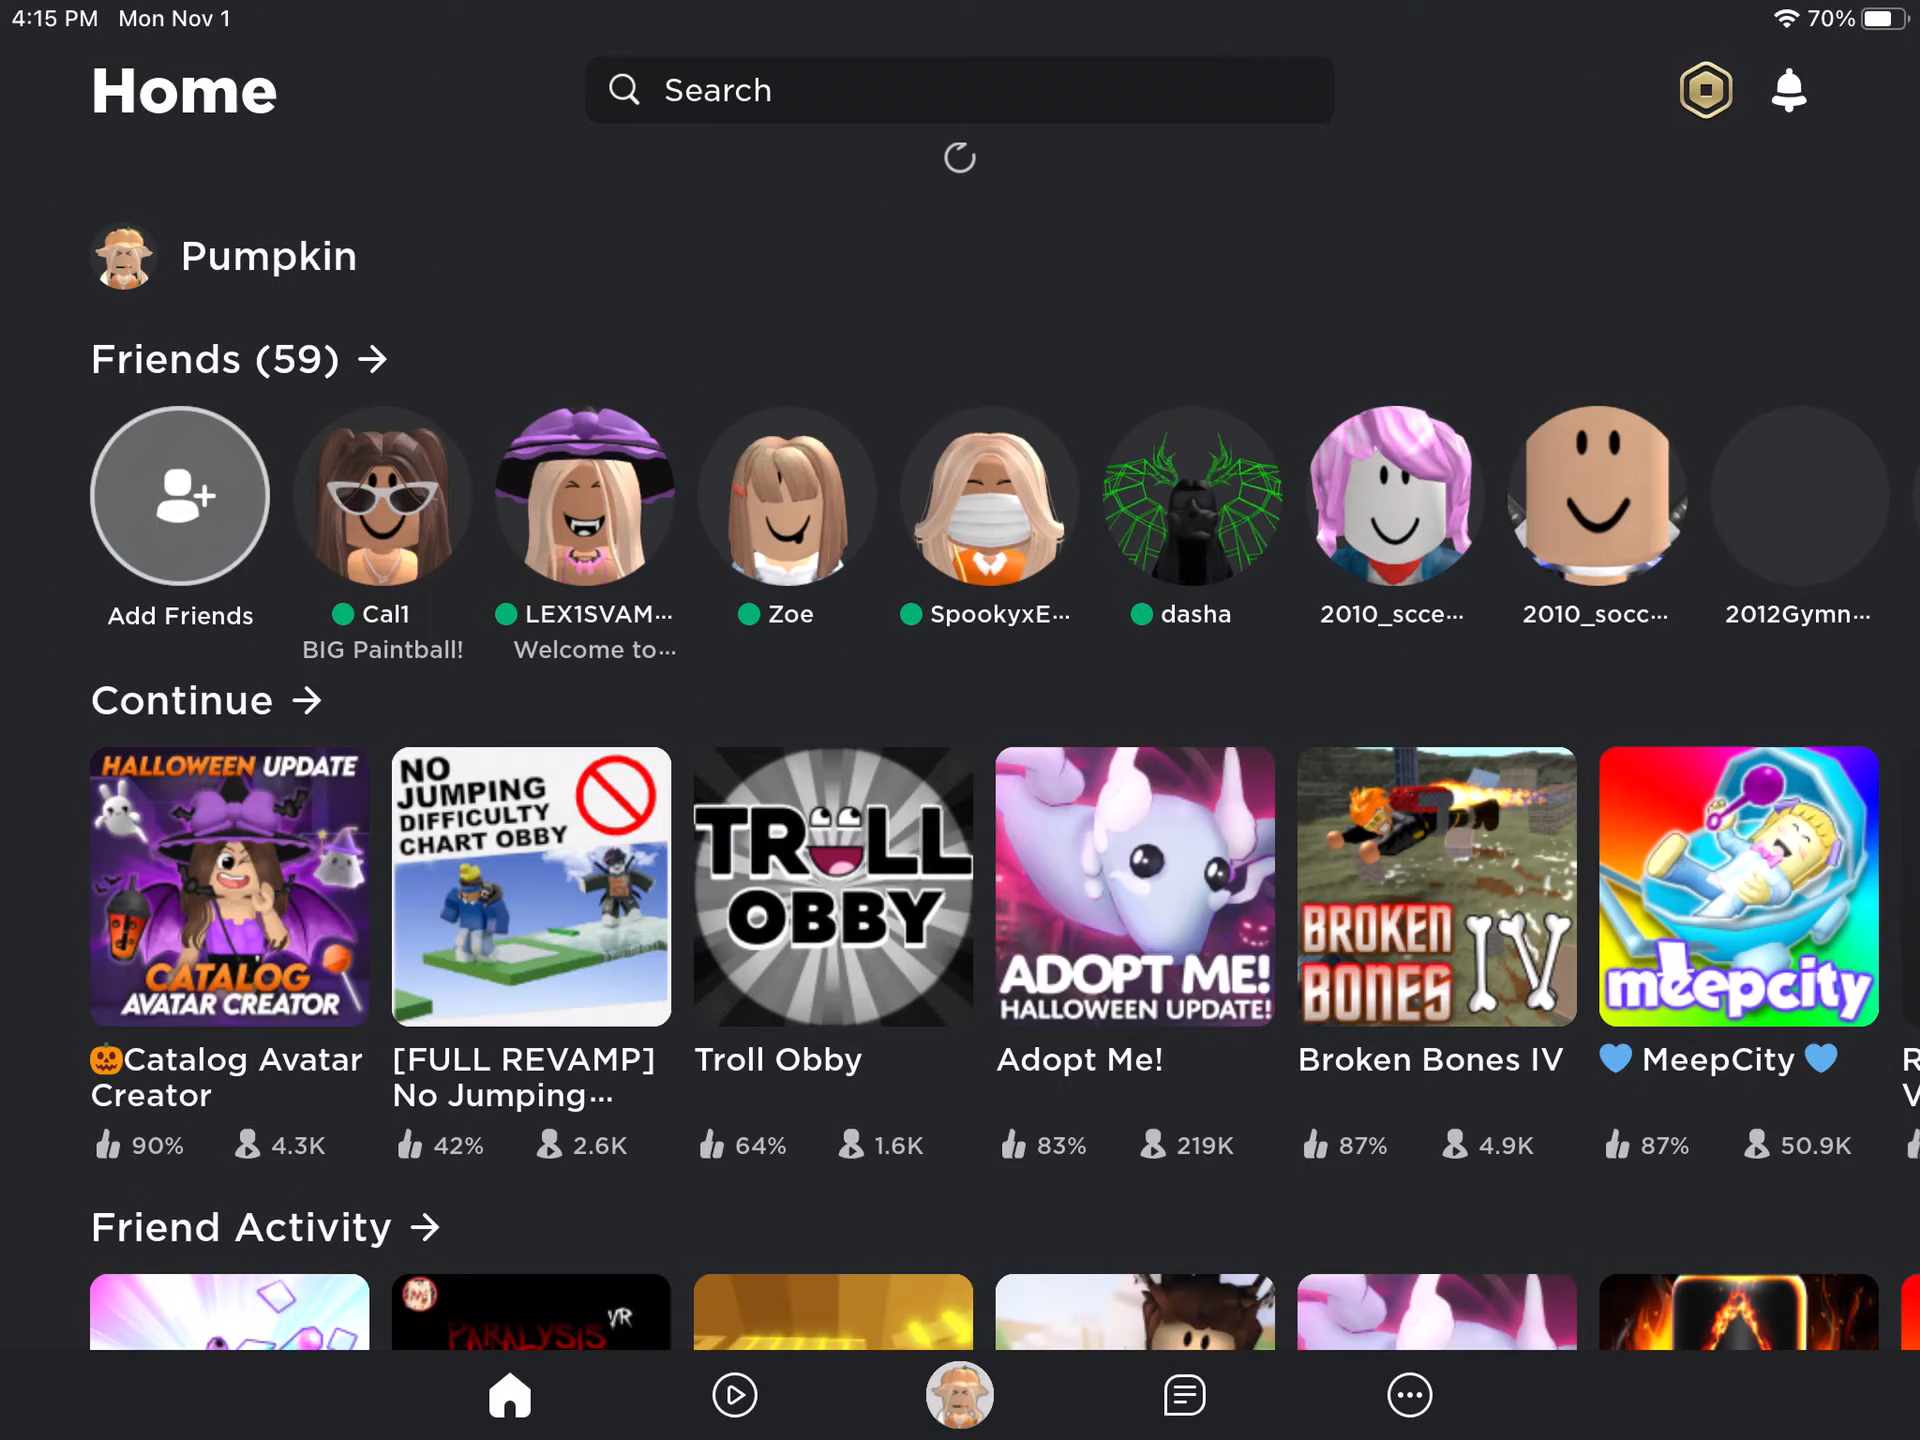 4:15 PM Mon Nov 1 70%
Home
Search
Pumpkin
Friends (59) →
Add Friends
Cal1
BIG Paintball!
LEX1SVAM...
Welcome to...
Zoe
SpookyxE...
dasha
2010_scce...
2010_socc...
2012Gymn...
Continue →
HALLOWEEN UPDATE
CATALOG
AVATAR CREATOR
🎃Catalog Avatar
Creator
90% 4.3K
NO
JUMPING
DIFFICULTY
CHART OBBY
[FULL REVAMP]
No Jumping...
42% 2.6K
TROLL
OBBY
Troll Obby
64% 1.6K
ADOPT ME!
HALLOWEEN UPDATE!
Adopt Me!
83% 219K
BROKEN
BONES IV
Broken Bones IV
87% 4.9K
meepcity
💙 MeepCity 💙
87% 50.9K
R
V
Friend Activity →
PARALYSIS
VR